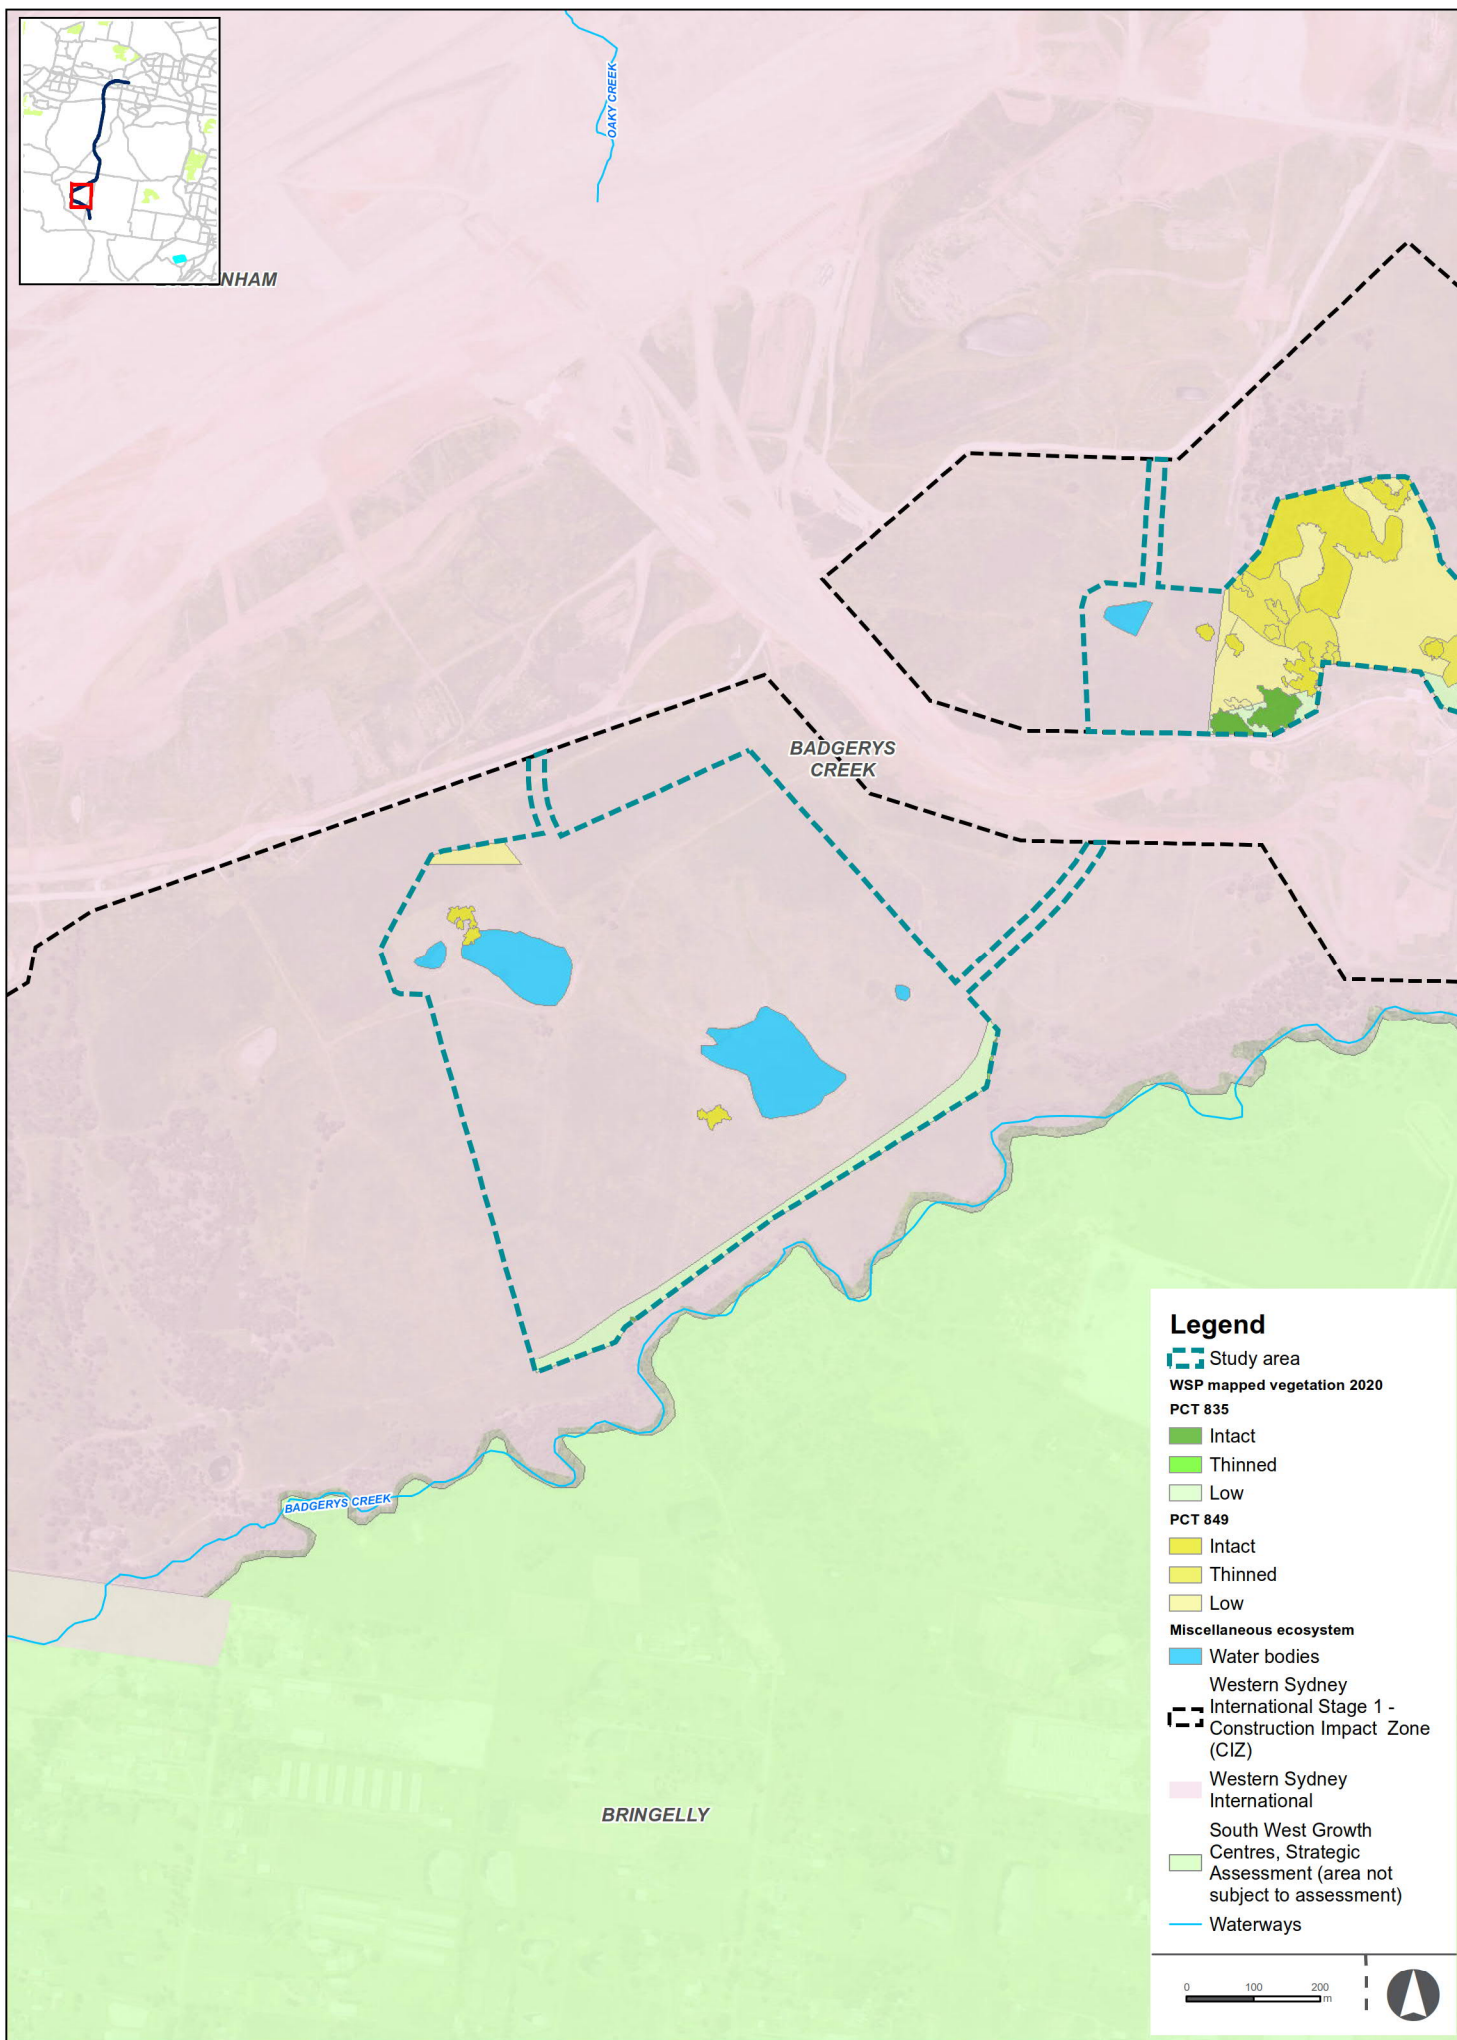 OAKY CREEK
NHAM
BADGERYS
CREEK
BADGERYS CREEK
BRINGELLY
Legend
Study area
WSP mapped vegetation 2020
PCT 835
Intact
Thinned
Low
PCT 849
Intact
Thinned
Low
Miscellaneous ecosystem
Water bodies
Western Sydney
International Stage 1 -
Construction Impact Zone
(CIZ)
Western Sydney
International
South West Growth
Centres, Strategic
Assessment (area not
subject to assessment)
Waterways
0 100 200
m